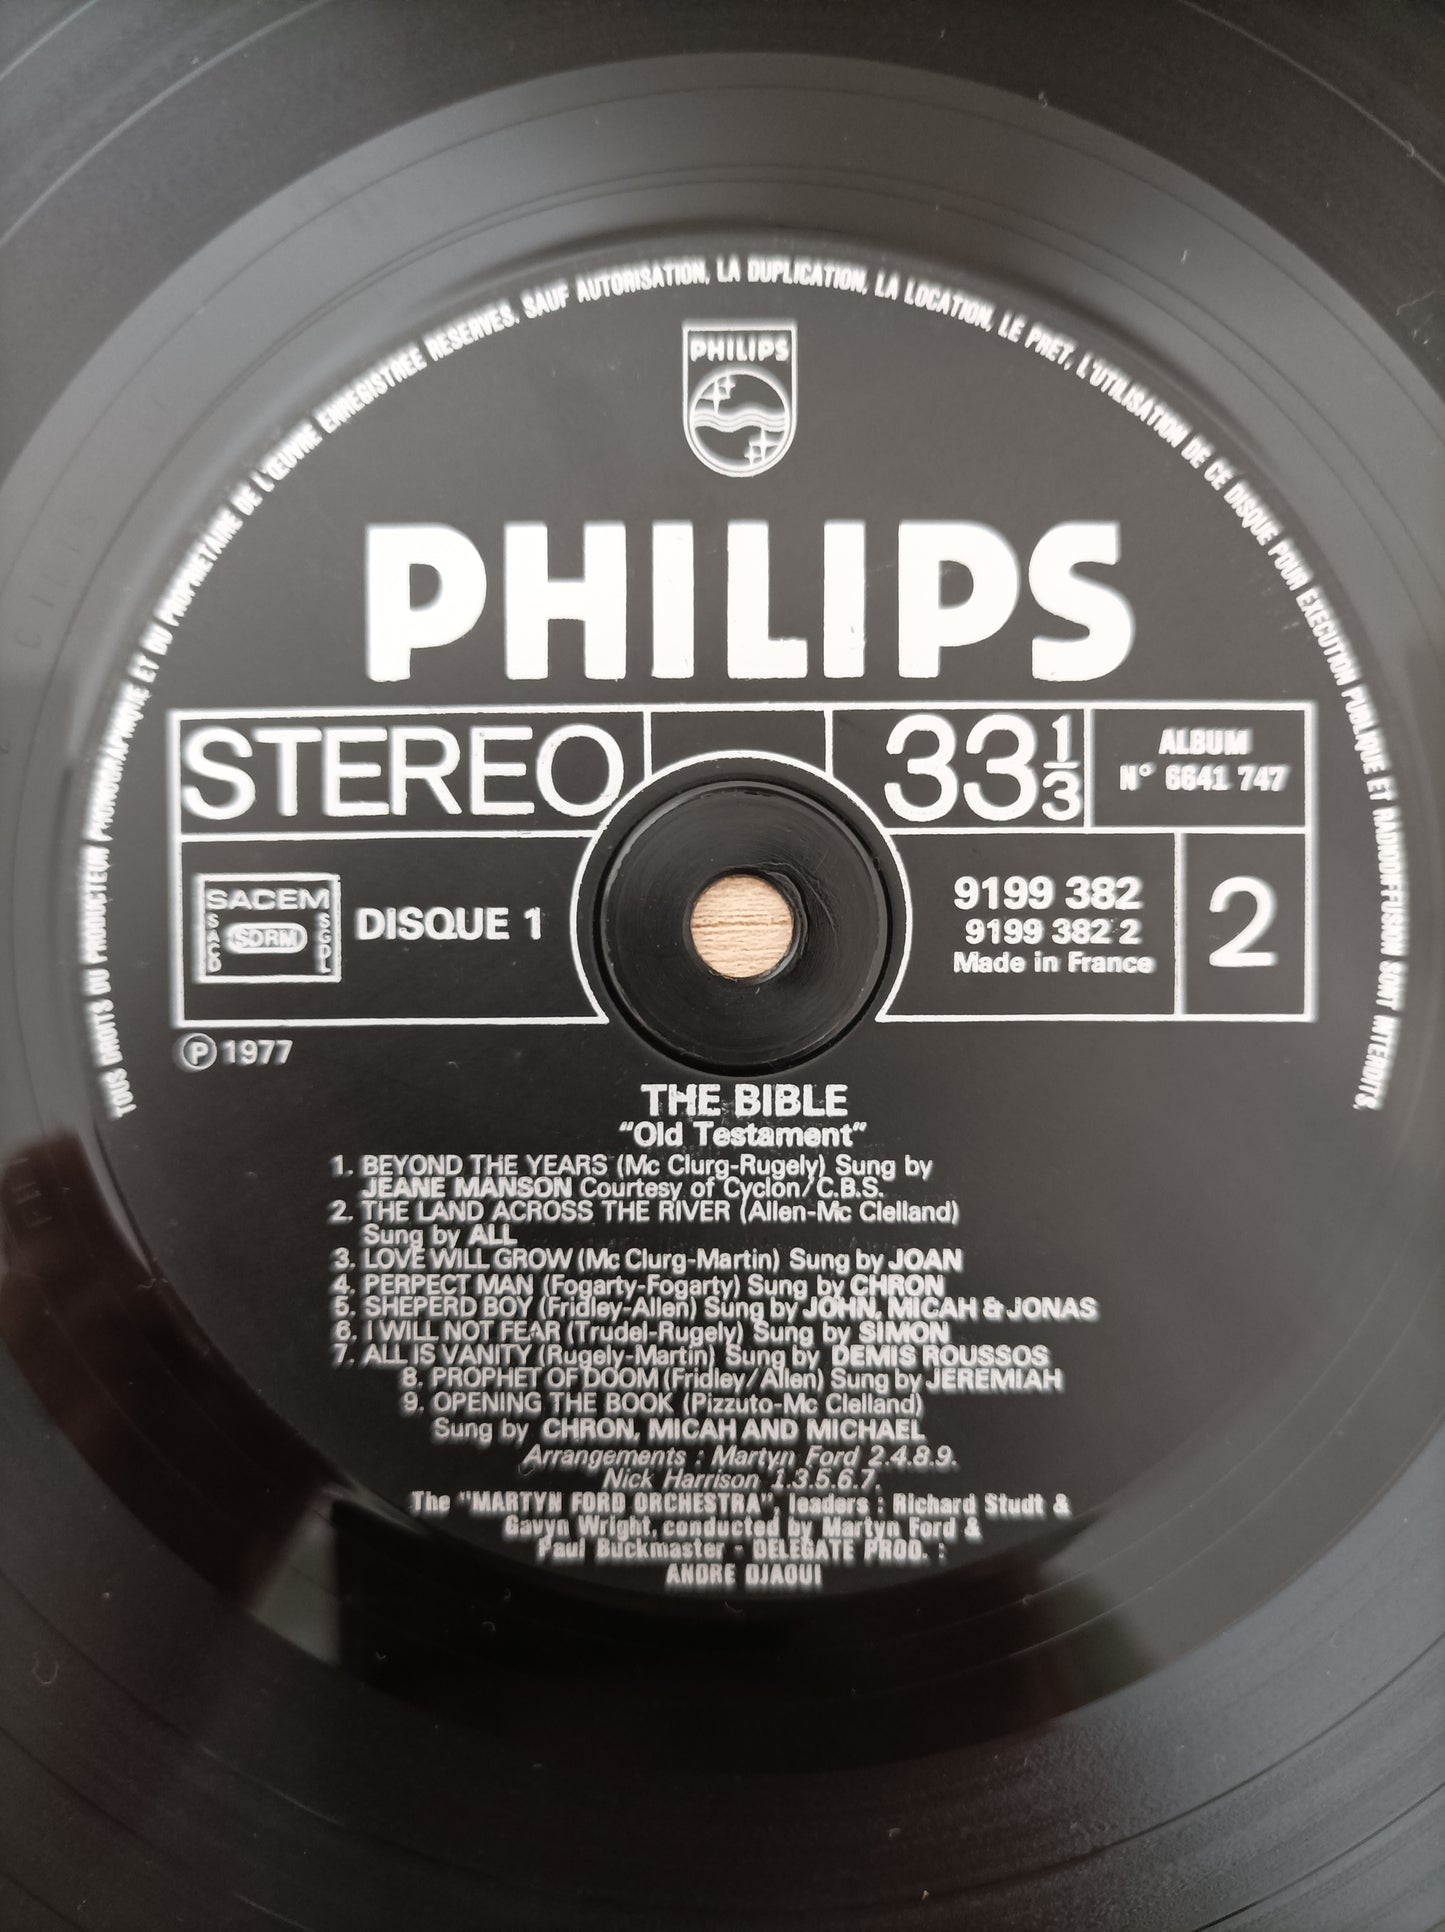 TOUS DROITS DU PRODUCTEUR PHONOGRAPHIQUE ET DU PROPRIETAIRE DE L'ŒUVRE ENREGISTREE RESERVES. SAUF AUTORISATION, LA DUPLICATION, LA LOCATION, LE PRET, L'UTILISATION DE CE DISQUE POUR EXECUTION PUBLIQUE ET RADIODIFFUSION SONT INTERDITS.
PHILIPS
PHILIPS
STEREO
33 1/3
ALBUM
N° 6641 747
SACEM
SACD
SDRM
SGDL
DISQUE 1
9199 382
9199 382 2
Made in France
2
Ⓟ 1977
THE BIBLE
"Old Testament"
1. BEYOND THE YEARS (Mc Clurg-Rugely) Sung by
JEANE MANSON Courtesy of Cyclon/C.B.S.
2. THE LAND ACROSS THE RIVER (Allen-Mc Clelland)
Sung by ALL
3. LOVE WILL GROW (Mc Clurg-Martin) Sung by JOAN
4. PERPECT MAN (Fogarty-Fogarty) Sung by CHRON
5. SHEPERD BOY (Fridley-Allen) Sung by JOHN, MICAH & JONAS
6. I WILL NOT FEAR (Trudel-Rugely) Sung by SIMON
7. ALL IS VANITY (Rugely-Martin) Sung by DEMIS ROUSSOS
8. PROPHET OF DOOM (Fridley/Allen) Sung by JEREMIAH
9. OPENING THE BOOK (Pizzuto-Mc Clelland)
Sung by CHRON, MICAH AND MICHAEL
Arrangements : Martyn Ford 2.4.8.9.
Nick Harrison 1.3.5.6.7.
The "MARTYN FORD ORCHESTRA", leaders : Richard Studt &
Gavyn Wright, conducted by Martyn Ford &
Paul Buckmaster - DELEGATE PROD. :
ANDRE DJAOUI